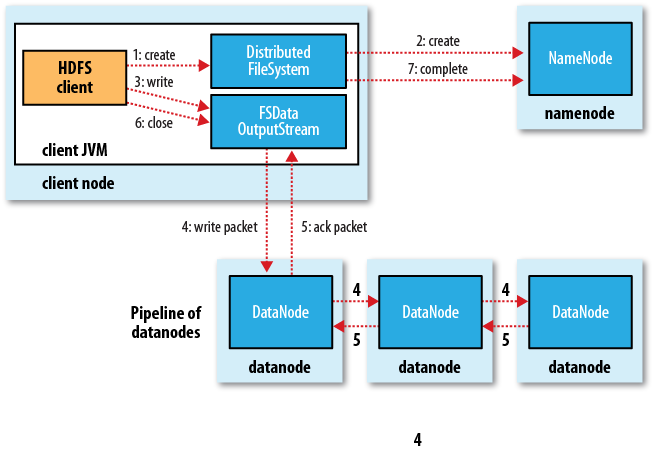 HDFS
client
1: create
3: write
6: close
Distributed
FileSystem
FSData
OutputStream
client JVM
client node
2: create
7: complete
NameNode
namenode
4: write packet
5: ack packet
Pipeline of
datanodes
DataNode
datanode
4
5
DataNode
datanode
4
5
DataNode
datanode
4